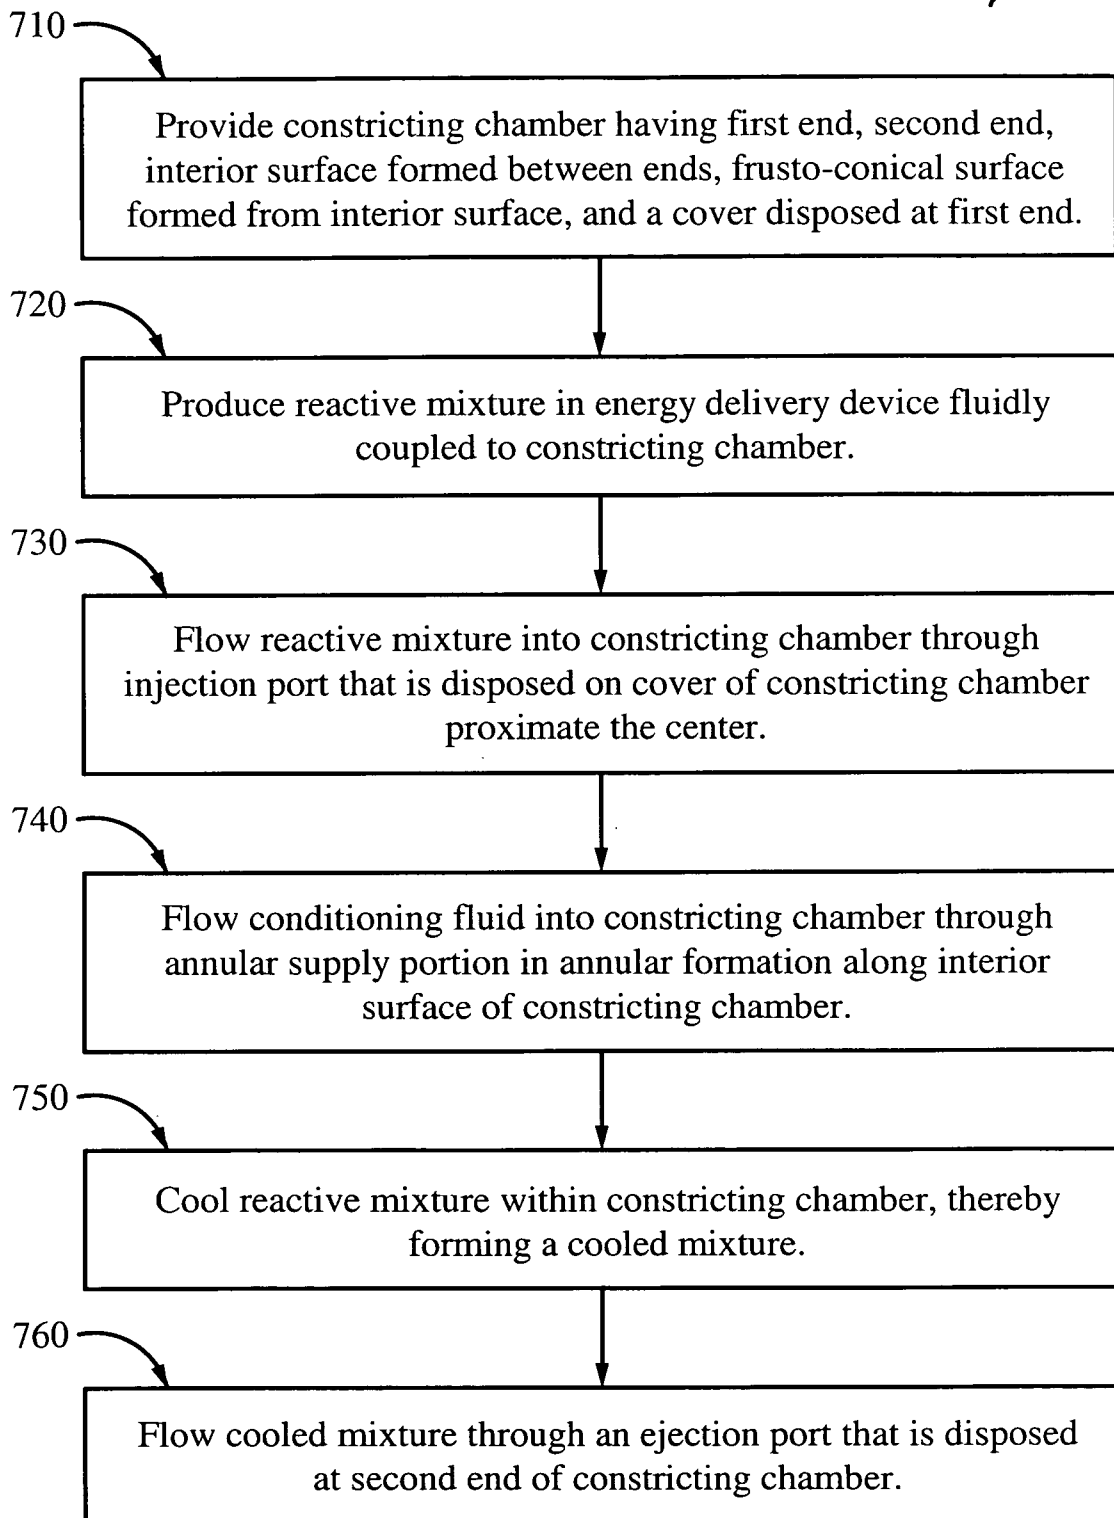 710
Provide constricting chamber having first end, second end,
interior surface formed between ends, frusto-conical surface
formed from interior surface, and a cover disposed at first end.
720
Produce reactive mixture in energy delivery device fluidly
coupled to constricting chamber.
730
Flow reactive mixture into constricting chamber through
injection port that is disposed on cover of constricting chamber
proximate the center.
740
Flow conditioning fluid into constricting chamber through
annular supply portion in annular formation along interior
surface of constricting chamber.
750
Cool reactive mixture within constricting chamber, thereby
forming a cooled mixture.
760
Flow cooled mixture through an ejection port that is disposed
at second end of constricting chamber.